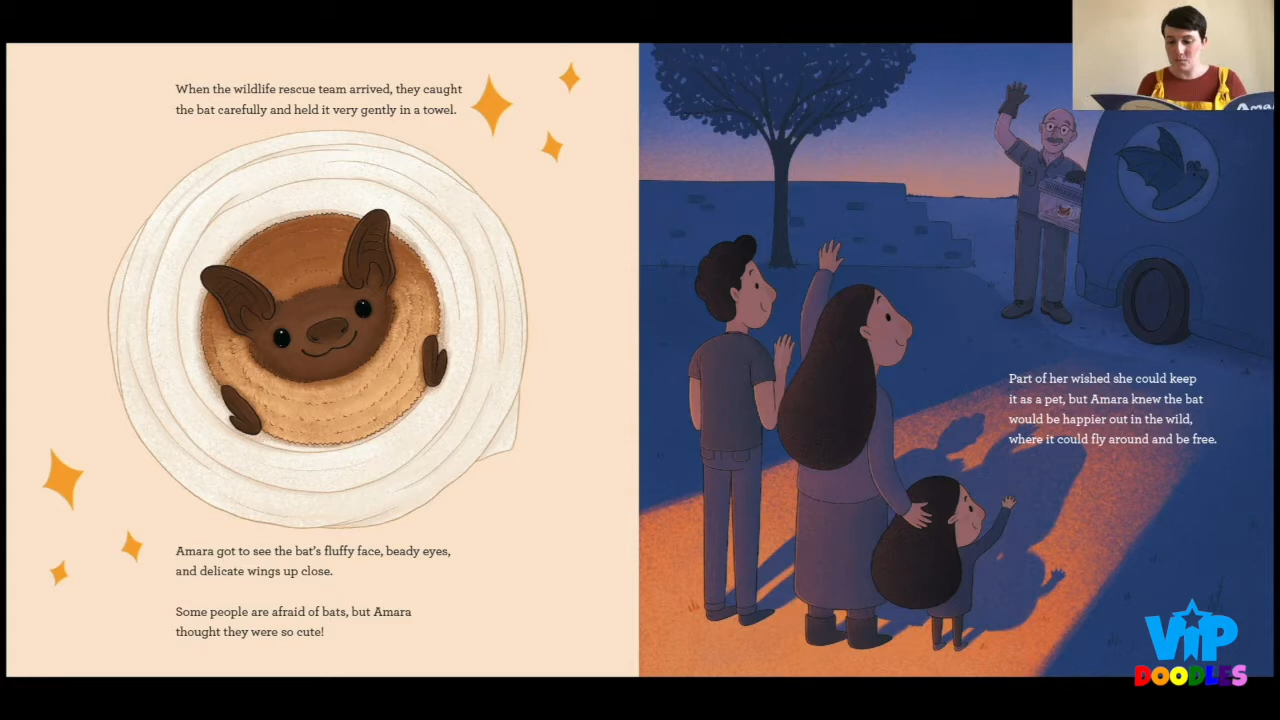 When the wildlife rescue team arrived, they caught
the bat carefully and held it very gently in a towel.
Amara got to see the bat's fluffy face, beady eyes,
and delicate wings up close.
Some people are afraid of bats, but Amara
thought they were so cute!
Part of her wished she could keep
it as a pet, but Amara knew the bat
would be happier out in the wild,
where it could fly around and be free.
ViP
DOODLES